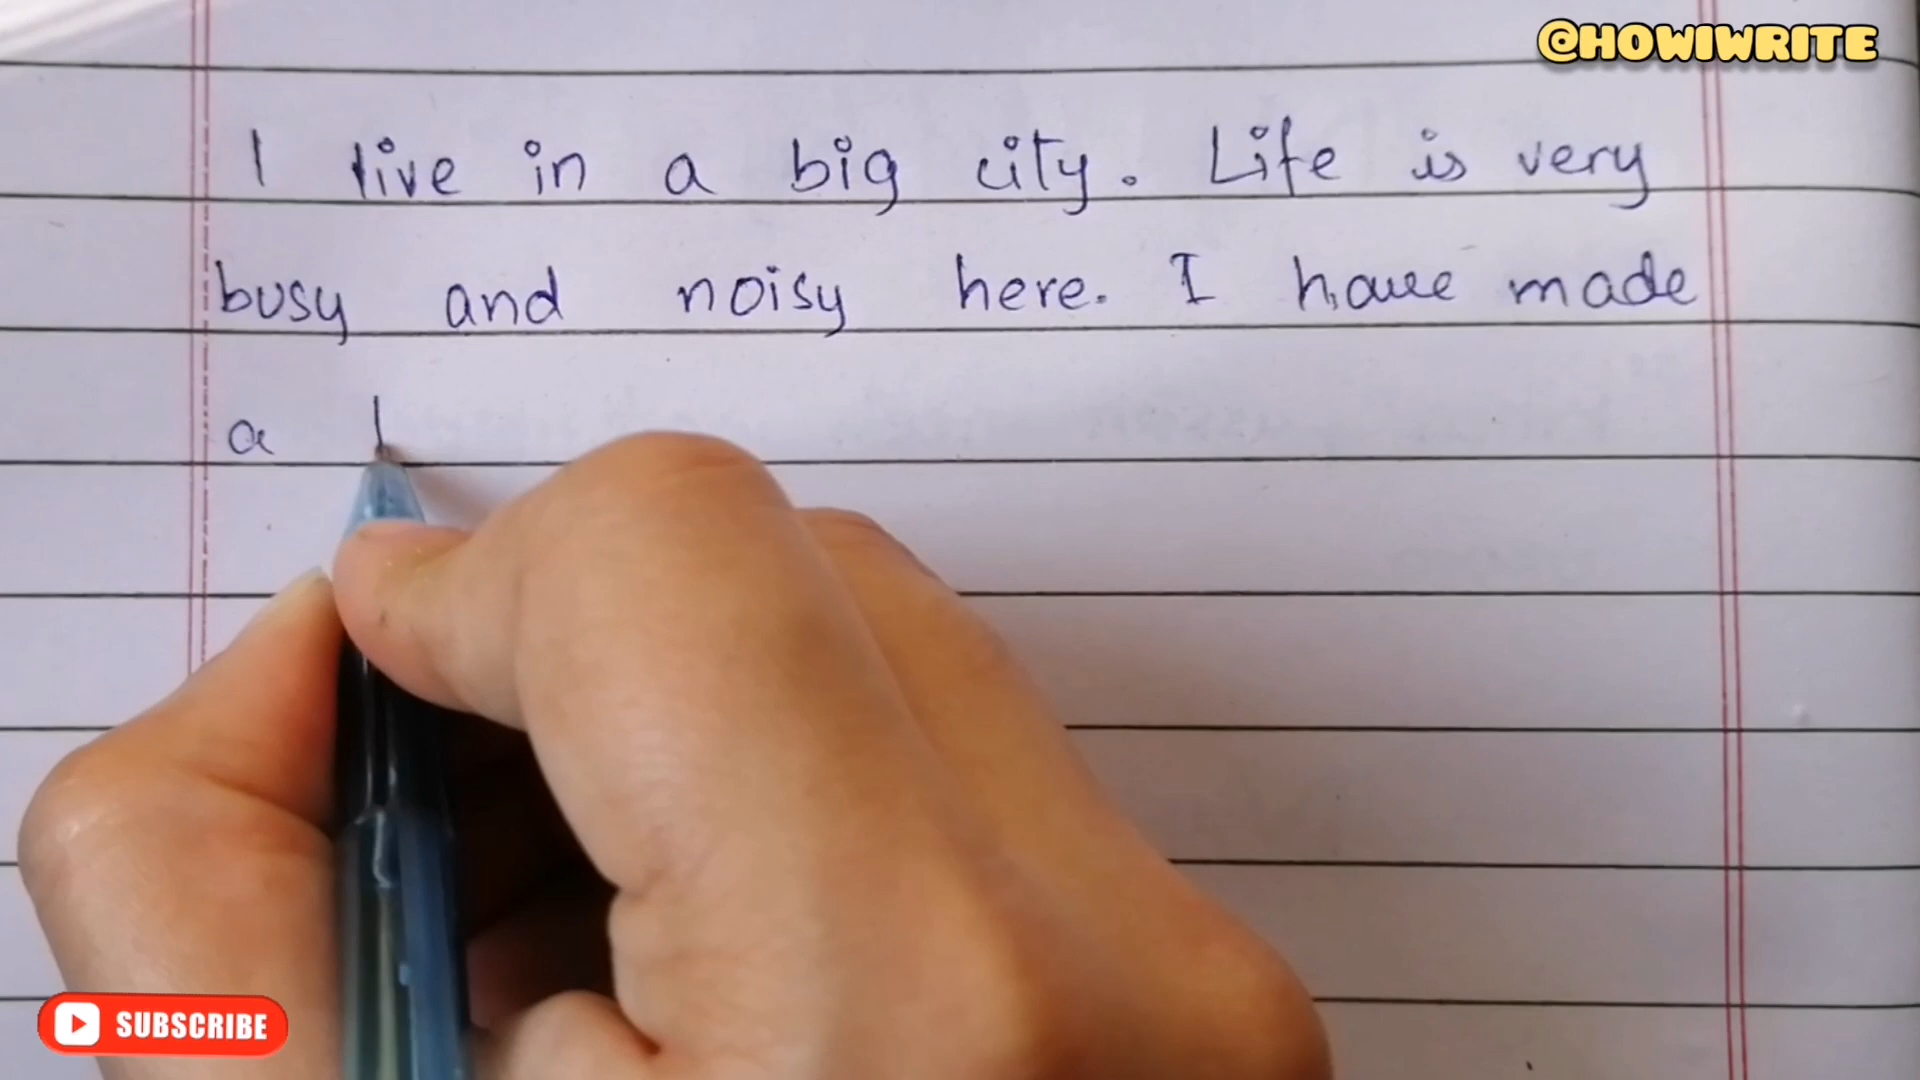 @HOWIWRITE
I live in a big city. Life is very
busy and noisy here. I have made
a
SUBSCRIBE